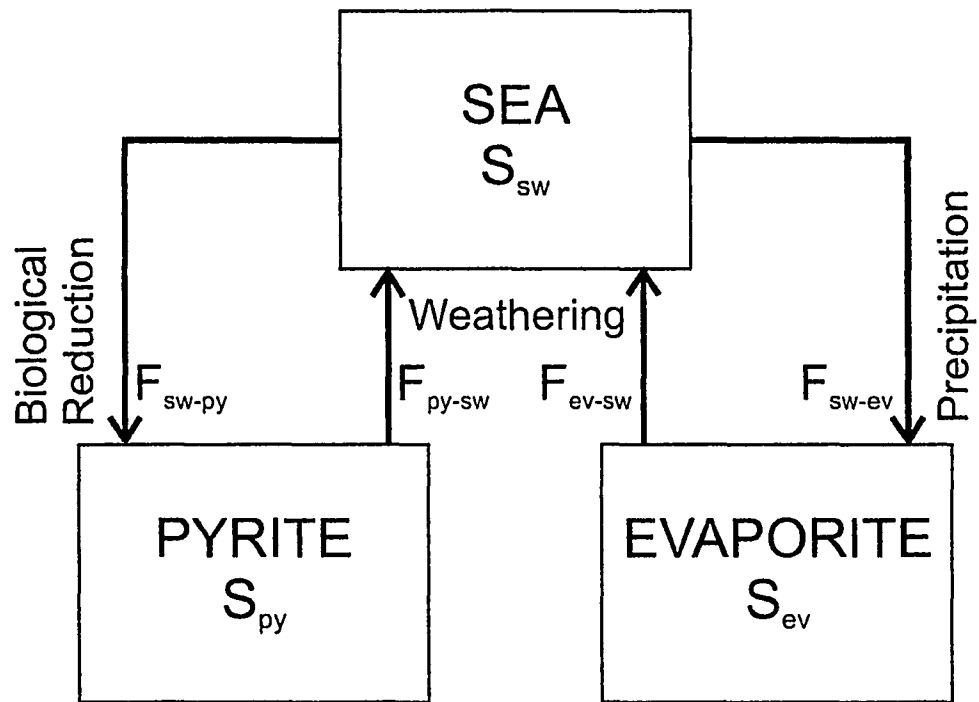 SEA
S_sw
Biological
Reduction
Weathering
Precipitation
F_sw-py
F_py-sw
F_ev-sw
F_sw-ev
PYRITE
S_py
EVAPORITE
S_ev